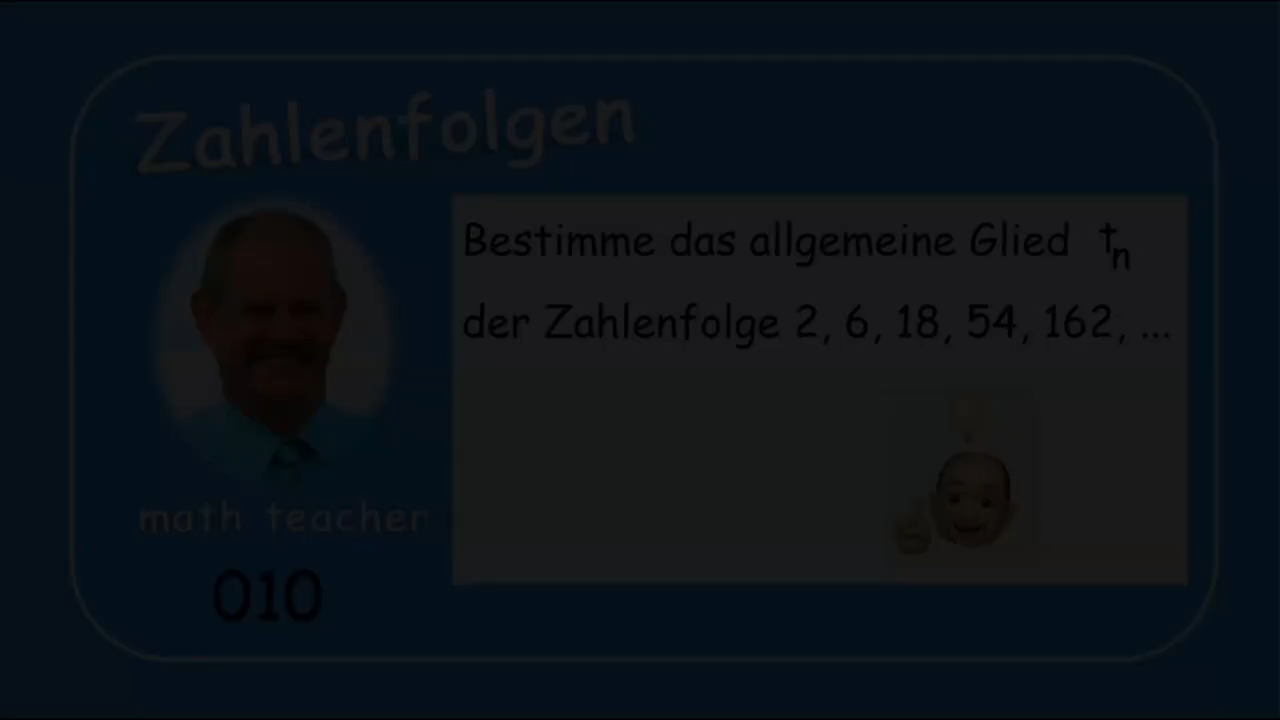 Zahlenfolgen
Bestimme das allgemeine Glied tn
der Zahlenfolge 2, 6, 18, 54, 162, ...
math teacher
010